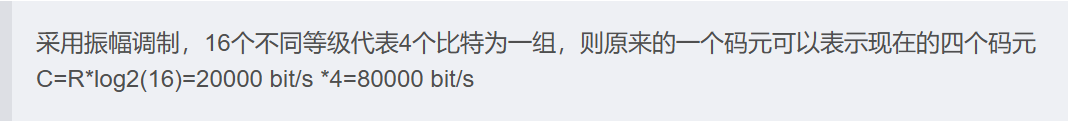 采用振幅调制，16个不同等级代表4个比特为一组，则原来的一个码元可以表示现在的四个码元
C=R*log2(16)=20000 bit/s *4=80000 bit/s